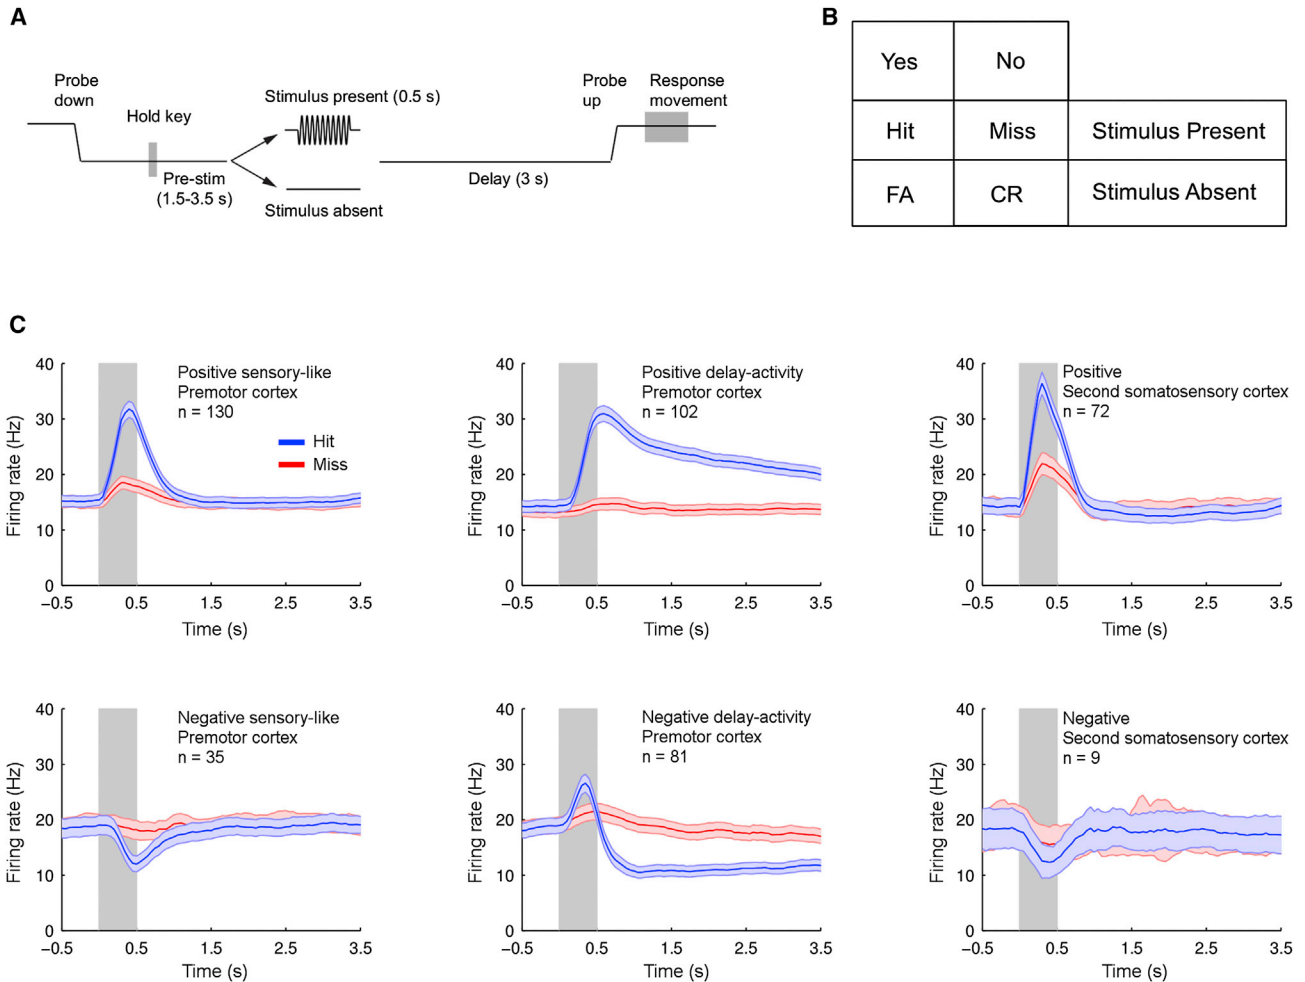 A
Probe
down
Hold key
Pre-stim
(1.5-3.5 s)
Stimulus present (0.5 s)
Stimulus absent
Delay (3 s)
Probe
up
Response
movement
B
Yes No
Hit Miss Stimulus Present
FA CR Stimulus Absent
C
Positive sensory-like
Premotor cortex
n = 130
Hit
Miss
Firing rate (Hz)
40
30
20
10
0
−0.5 0.5 1.5 2.5 3.5
Time (s)
Positive delay-activity
Premotor cortex
n = 102
Firing rate (Hz)
40
30
20
10
0
−0.5 0.5 1.5 2.5 3.5
Time (s)
Positive
Second somatosensory cortex
n = 72
Firing rate (Hz)
40
30
20
10
0
−0.5 0.5 1.5 2.5 3.5
Time (s)
Negative sensory-like
Premotor cortex
n = 35
Firing rate (Hz)
40
30
20
10
0
−0.5 0.5 1.5 2.5 3.5
Time (s)
Negative delay-activity
Premotor cortex
n = 81
Firing rate (Hz)
40
30
20
10
0
−0.5 0.5 1.5 2.5 3.5
Time (s)
Negative
Second somatosensory cortex
n = 9
Firing rate (Hz)
40
30
20
10
0
−0.5 0.5 1.5 2.5 3.5
Time (s)